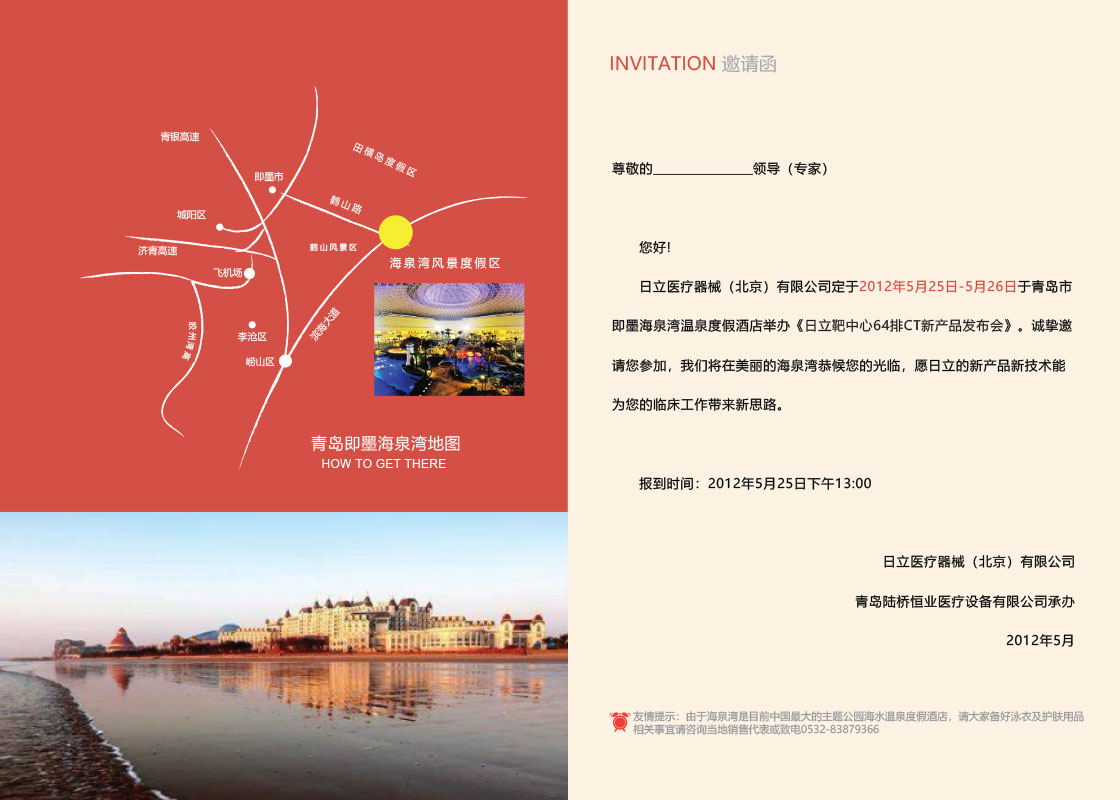 青银高速
田横岛度假区
即墨市
鹤山路
城阳区
鹤山风景区
济青高速
海泉湾风景度假区
飞机场
胶州湾高
滨海大道
李沧区
崂山区
青岛即墨海泉湾地图
HOW TO GET THERE
INVITATION 邀请函
尊敬的______________领导（专家）
您好!
日立医疗器械（北京）有限公司定于2012年5月25日-5月26日于青岛市
即墨海泉湾温泉度假酒店举办《日立靶中心64排CT新产品发布会》。诚挚邀
请您参加，我们将在美丽的海泉湾恭候您的光临，愿日立的新产品新技术能
为您的临床工作带来新思路。
报到时间：2012年5月25日下午13:00
日立医疗器械（北京）有限公司
青岛陆桥恒业医疗设备有限公司承办
2012年5月
友情提示：由于海泉湾是目前中国最大的主题公园海水温泉度假酒店，请大家备好泳衣及护肤用品
相关事宜请咨询当地销售代表或致电0532-83879366